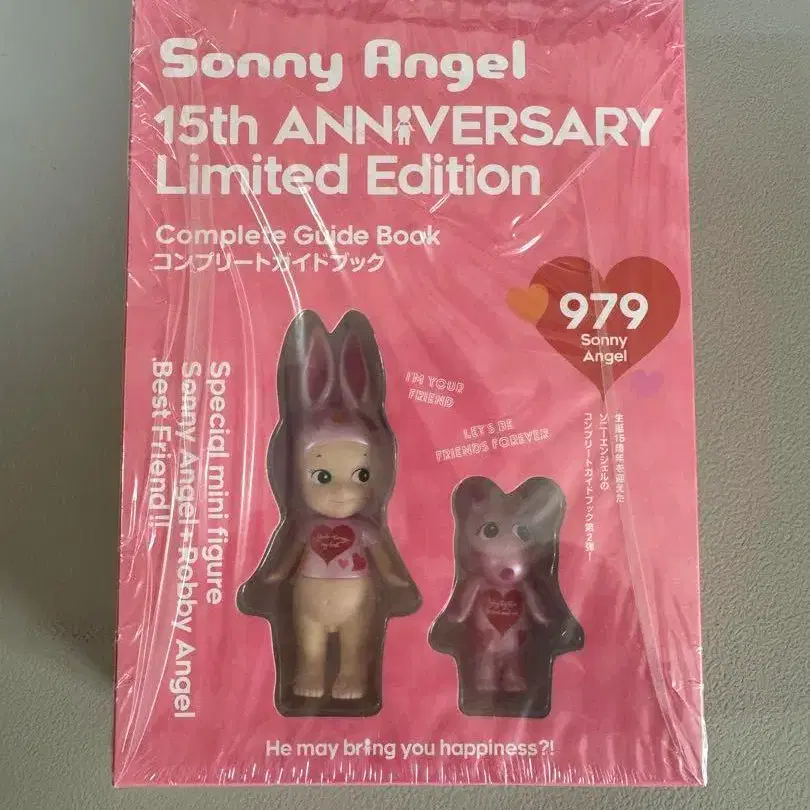 Sonny Angel
15th ANNIVERSARY
Limited Edition
Complete Guide Book
コンプリートガイドブック
979
Sonny
Angel
I'M YOUR
FRIEND
LET'S BE
FRIENDS FOREVER
生誕15周年を迎えた
ソニーエンジェルの
コンプリートガイドブック第2弾!
Special mini figure
Sonny Angel+Robby Angel
Best Friend!!
He may bring you happiness?!